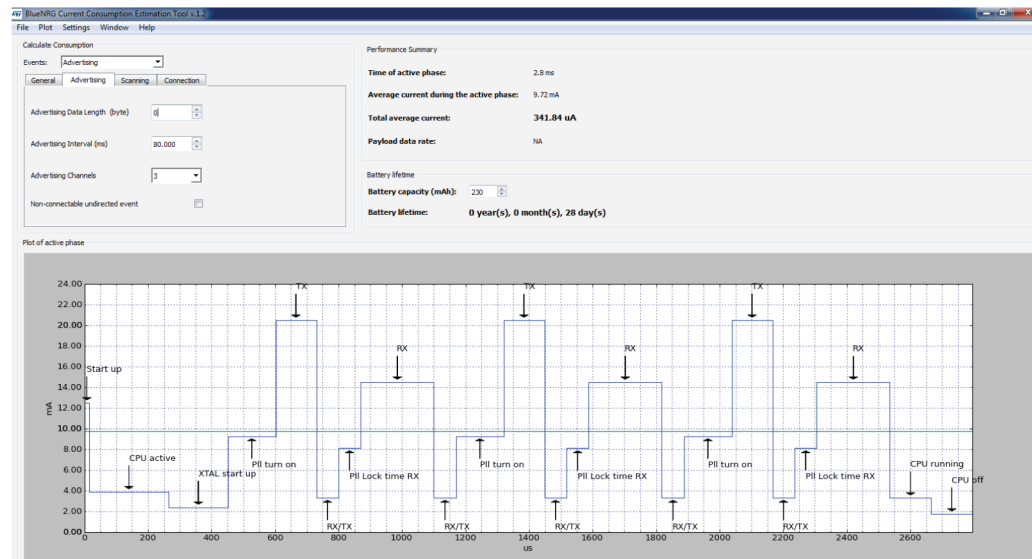 BlueNRG Current Consumption Estimation Tool v.1.2
File Plot Settings Window Help
Calculate Consumption
Events: Advertising
General Advertising Scanning Connection
Advertising Data Length (byte) 0
Advertising Interval (ms) 80.000
Advertising Channels 3
Non-connectable undirected event
Performance Summary
Time of active phase: 2.8 ms
Average current during the active phase: 9.72 mA
Total average current: 341.84 uA
Payload data rate: NA
Battery lifetime
Battery capacity (mAh): 230
Battery lifetime: 0 year(s), 0 month(s), 28 day(s)
Plot of active phase
24.00
22.00
20.00
18.00
16.00
14.00
12.00
10.00
8.00
6.00
4.00
2.00
0.00
mA
TX TX TX
RX RX RX
Start up
CPU active
XTAL start up
Pll turn on Pll turn on Pll turn on
Pll Lock time RX Pll Lock time RX Pll Lock time RX
CPU running
CPU off
RX/TX RX/TX RX/TX RX/TX RX/TX
0 200 400 600 800 1000 1200 1400 1600 1800 2000 2200 2400 2600
us